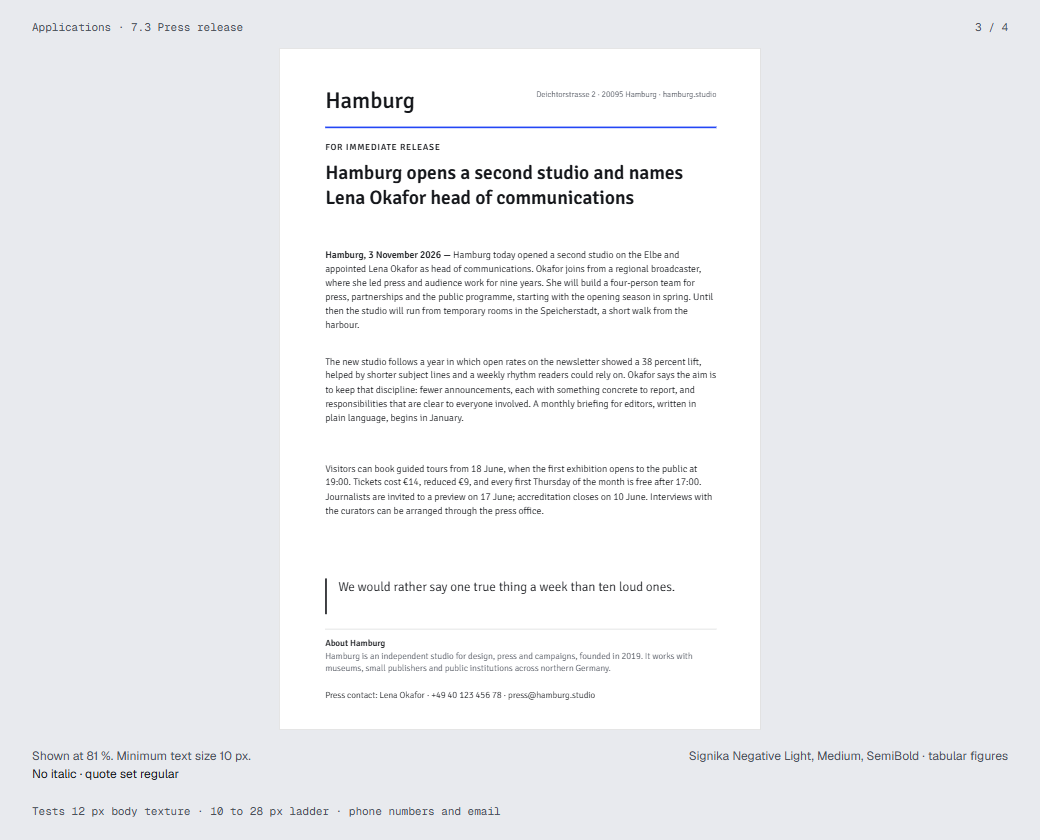 Applications · 7.3 Press release
3 / 4
Hamburg
Deichtorstrasse 2 · 20095 Hamburg · hamburg.studio
FOR IMMEDIATE RELEASE
Hamburg opens a second studio and names
Lena Okafor head of communications
Hamburg, 3 November 2026 — Hamburg today opened a second studio on the Elbe and
appointed Lena Okafor as head of communications. Okafor joins from a regional broadcaster,
where she led press and audience work for nine years. She will build a four-person team for
press, partnerships and the public programme, starting with the opening season in spring. Until
then the studio will run from temporary rooms in the Speicherstadt, a short walk from the
harbour.
The new studio follows a year in which open rates on the newsletter showed a 38 percent lift,
helped by shorter subject lines and a weekly rhythm readers could rely on. Okafor says the aim is
to keep that discipline: fewer announcements, each with something concrete to report, and
responsibilities that are clear to everyone involved. A monthly briefing for editors, written in
plain language, begins in January.
Visitors can book guided tours from 18 June, when the first exhibition opens to the public at
19:00. Tickets cost €14, reduced €9, and every first Thursday of the month is free after 17:00.
Journalists are invited to a preview on 17 June; accreditation closes on 10 June. Interviews with
the curators can be arranged through the press office.
We would rather say one true thing a week than ten loud ones.
About Hamburg
Hamburg is an independent studio for design, press and campaigns, founded in 2019. It works with
museums, small publishers and public institutions across northern Germany.
Press contact: Lena Okafor · +49 40 123 456 78 · press@hamburg.studio
Shown at 81 %. Minimum text size 10 px.
Signika Negative Light, Medium, SemiBold · tabular figures
No italic · quote set regular
Tests 12 px body texture · 10 to 28 px ladder · phone numbers and email